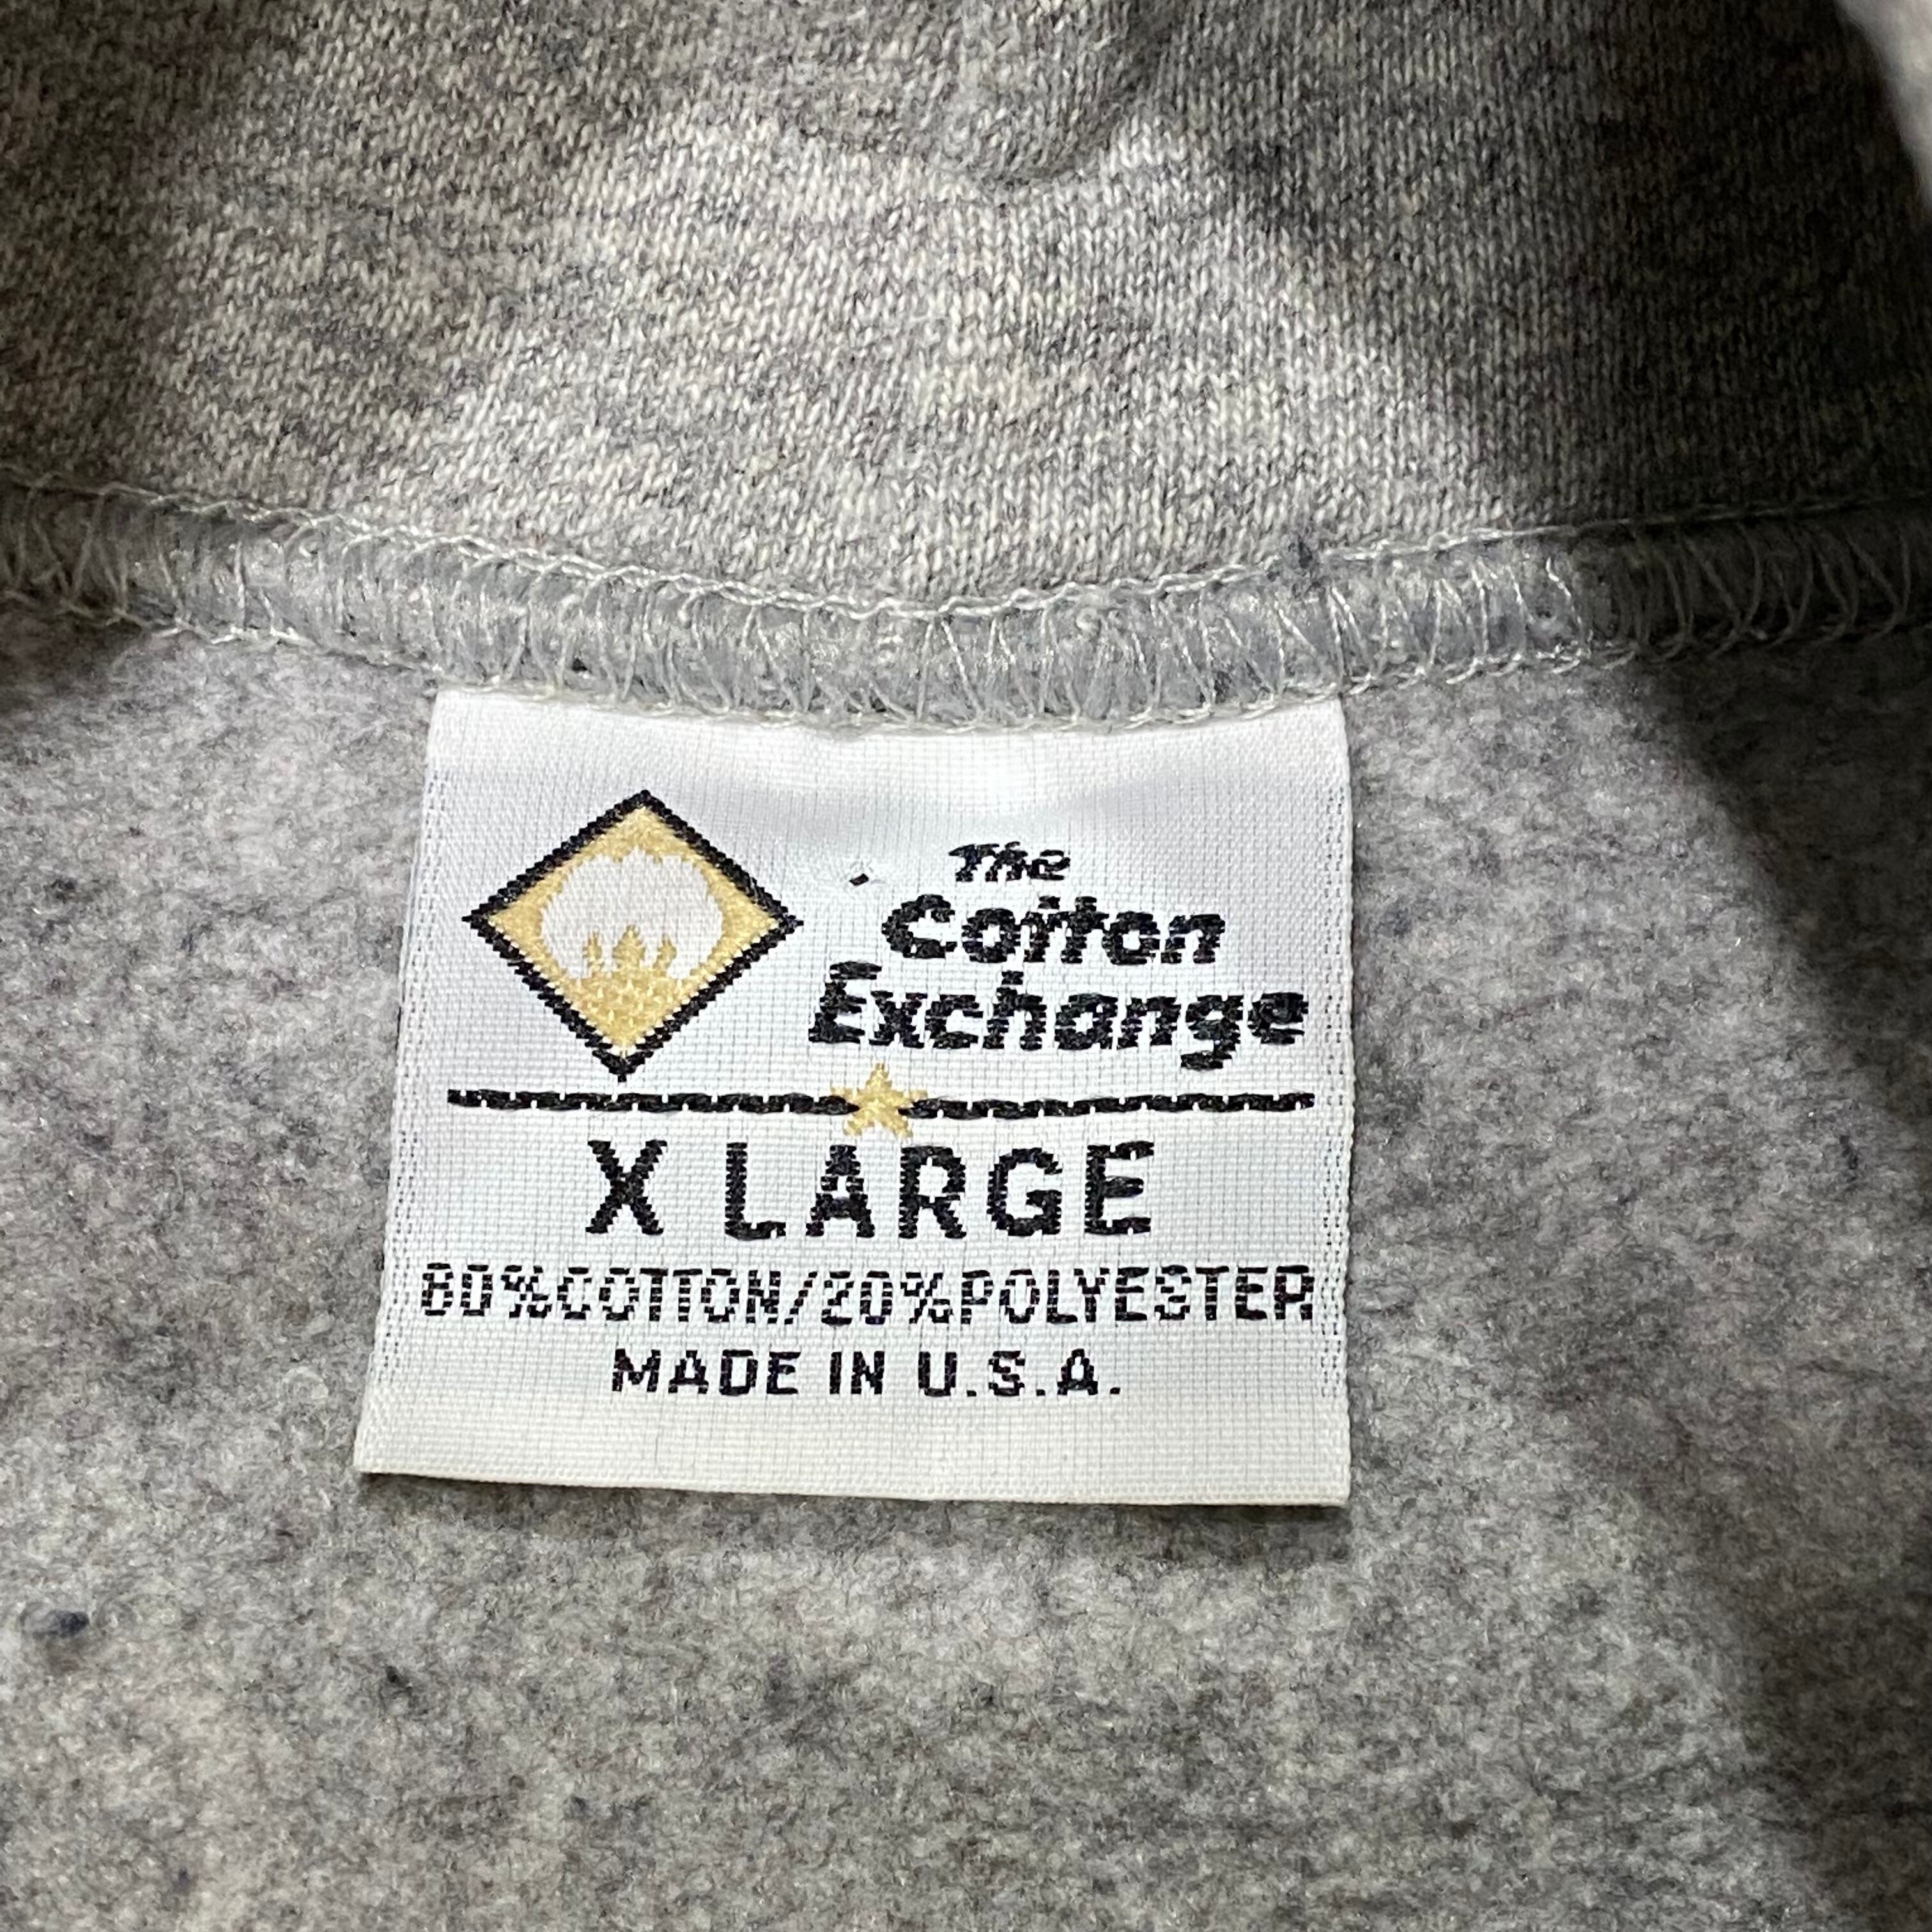 The
Cotton
Exchange
X LARGE
80%COTTON/20%POLYESTER
MADE IN U.S.A.